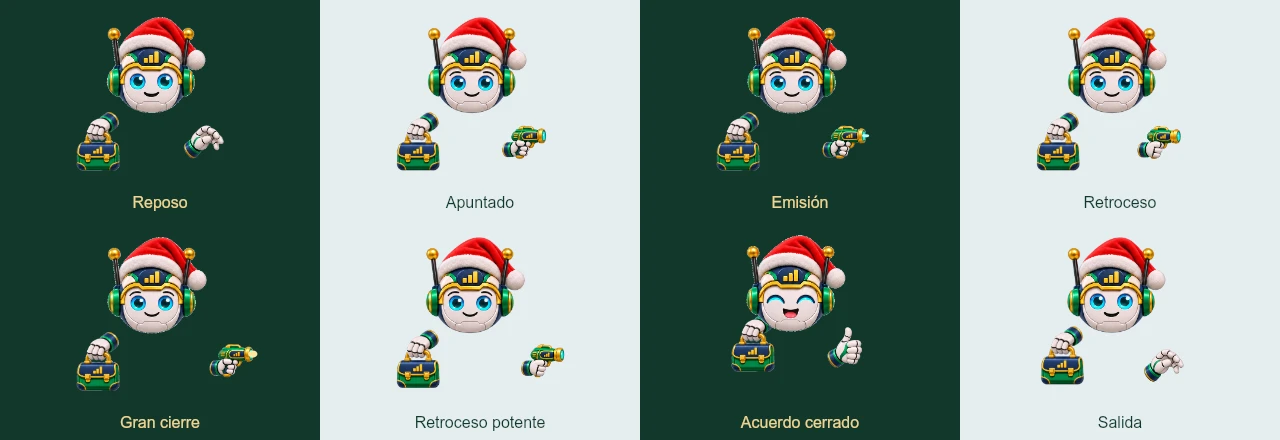 Reposo
Apuntado
Emisión
Retroceso
Gran cierre
Retroceso potente
Acuerdo cerrado
Salida